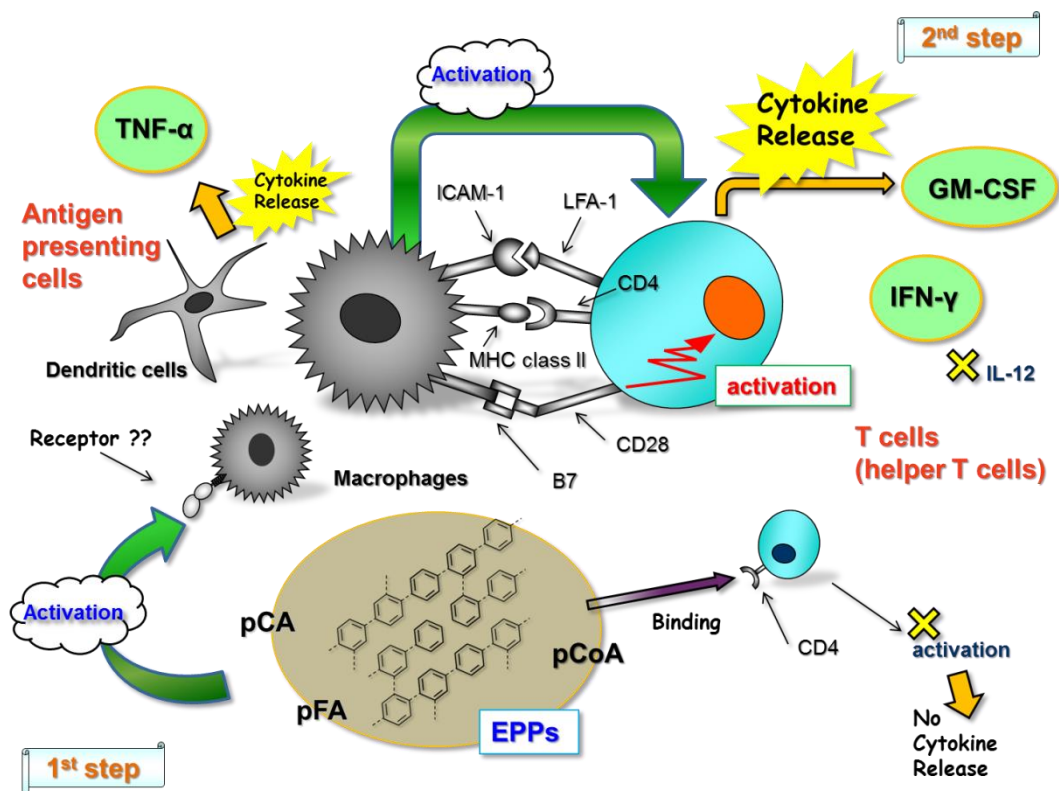 2nd step
Activation
TNF-α
Cytokine
Release
Cytokine
Release
ICAM-1
LFA-1
GM-CSF
Antigen
presenting
cells
CD4
IFN-γ
Dendritic cells
MHC class II
activation
IL-12
Receptor ??
CD28
T cells
(helper T cells)
Macrophages
B7
Activation
pCA
pCoA
Binding
CD4
activation
pFA
EPPs
No
Cytokine
Release
1st step